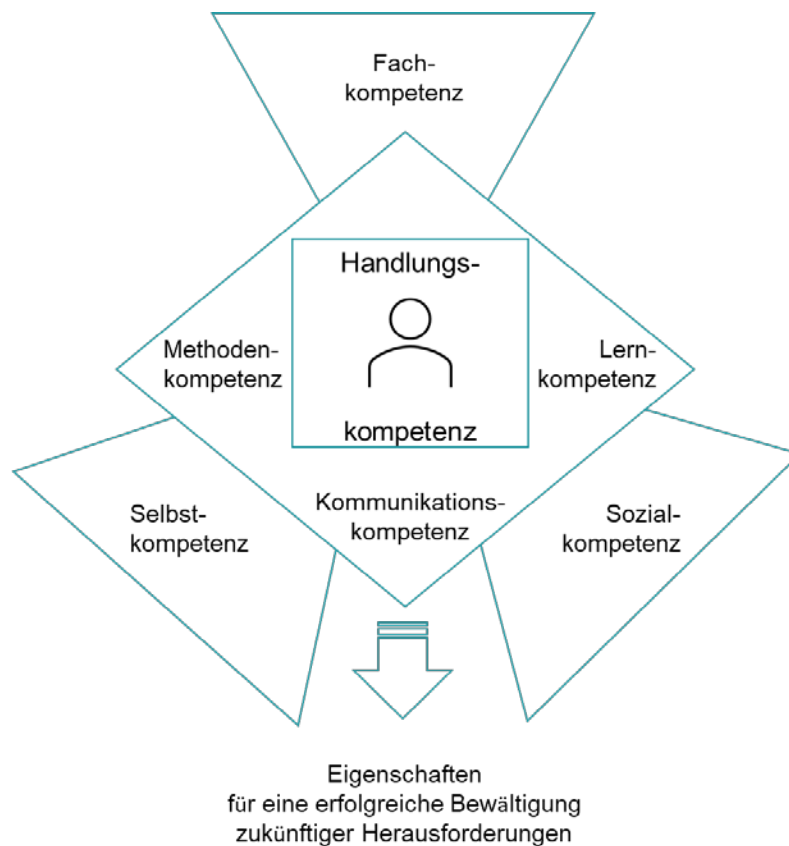 Fach-
kompetenz
Handlungs-
kompetenz
Methoden-
kompetenz
Lern-
kompetenz
Kommunikations-
kompetenz
Selbst-
kompetenz
Sozial-
kompetenz
Eigenschaften
für eine erfolgreiche Bewältigung
zukünftiger Herausforderungen